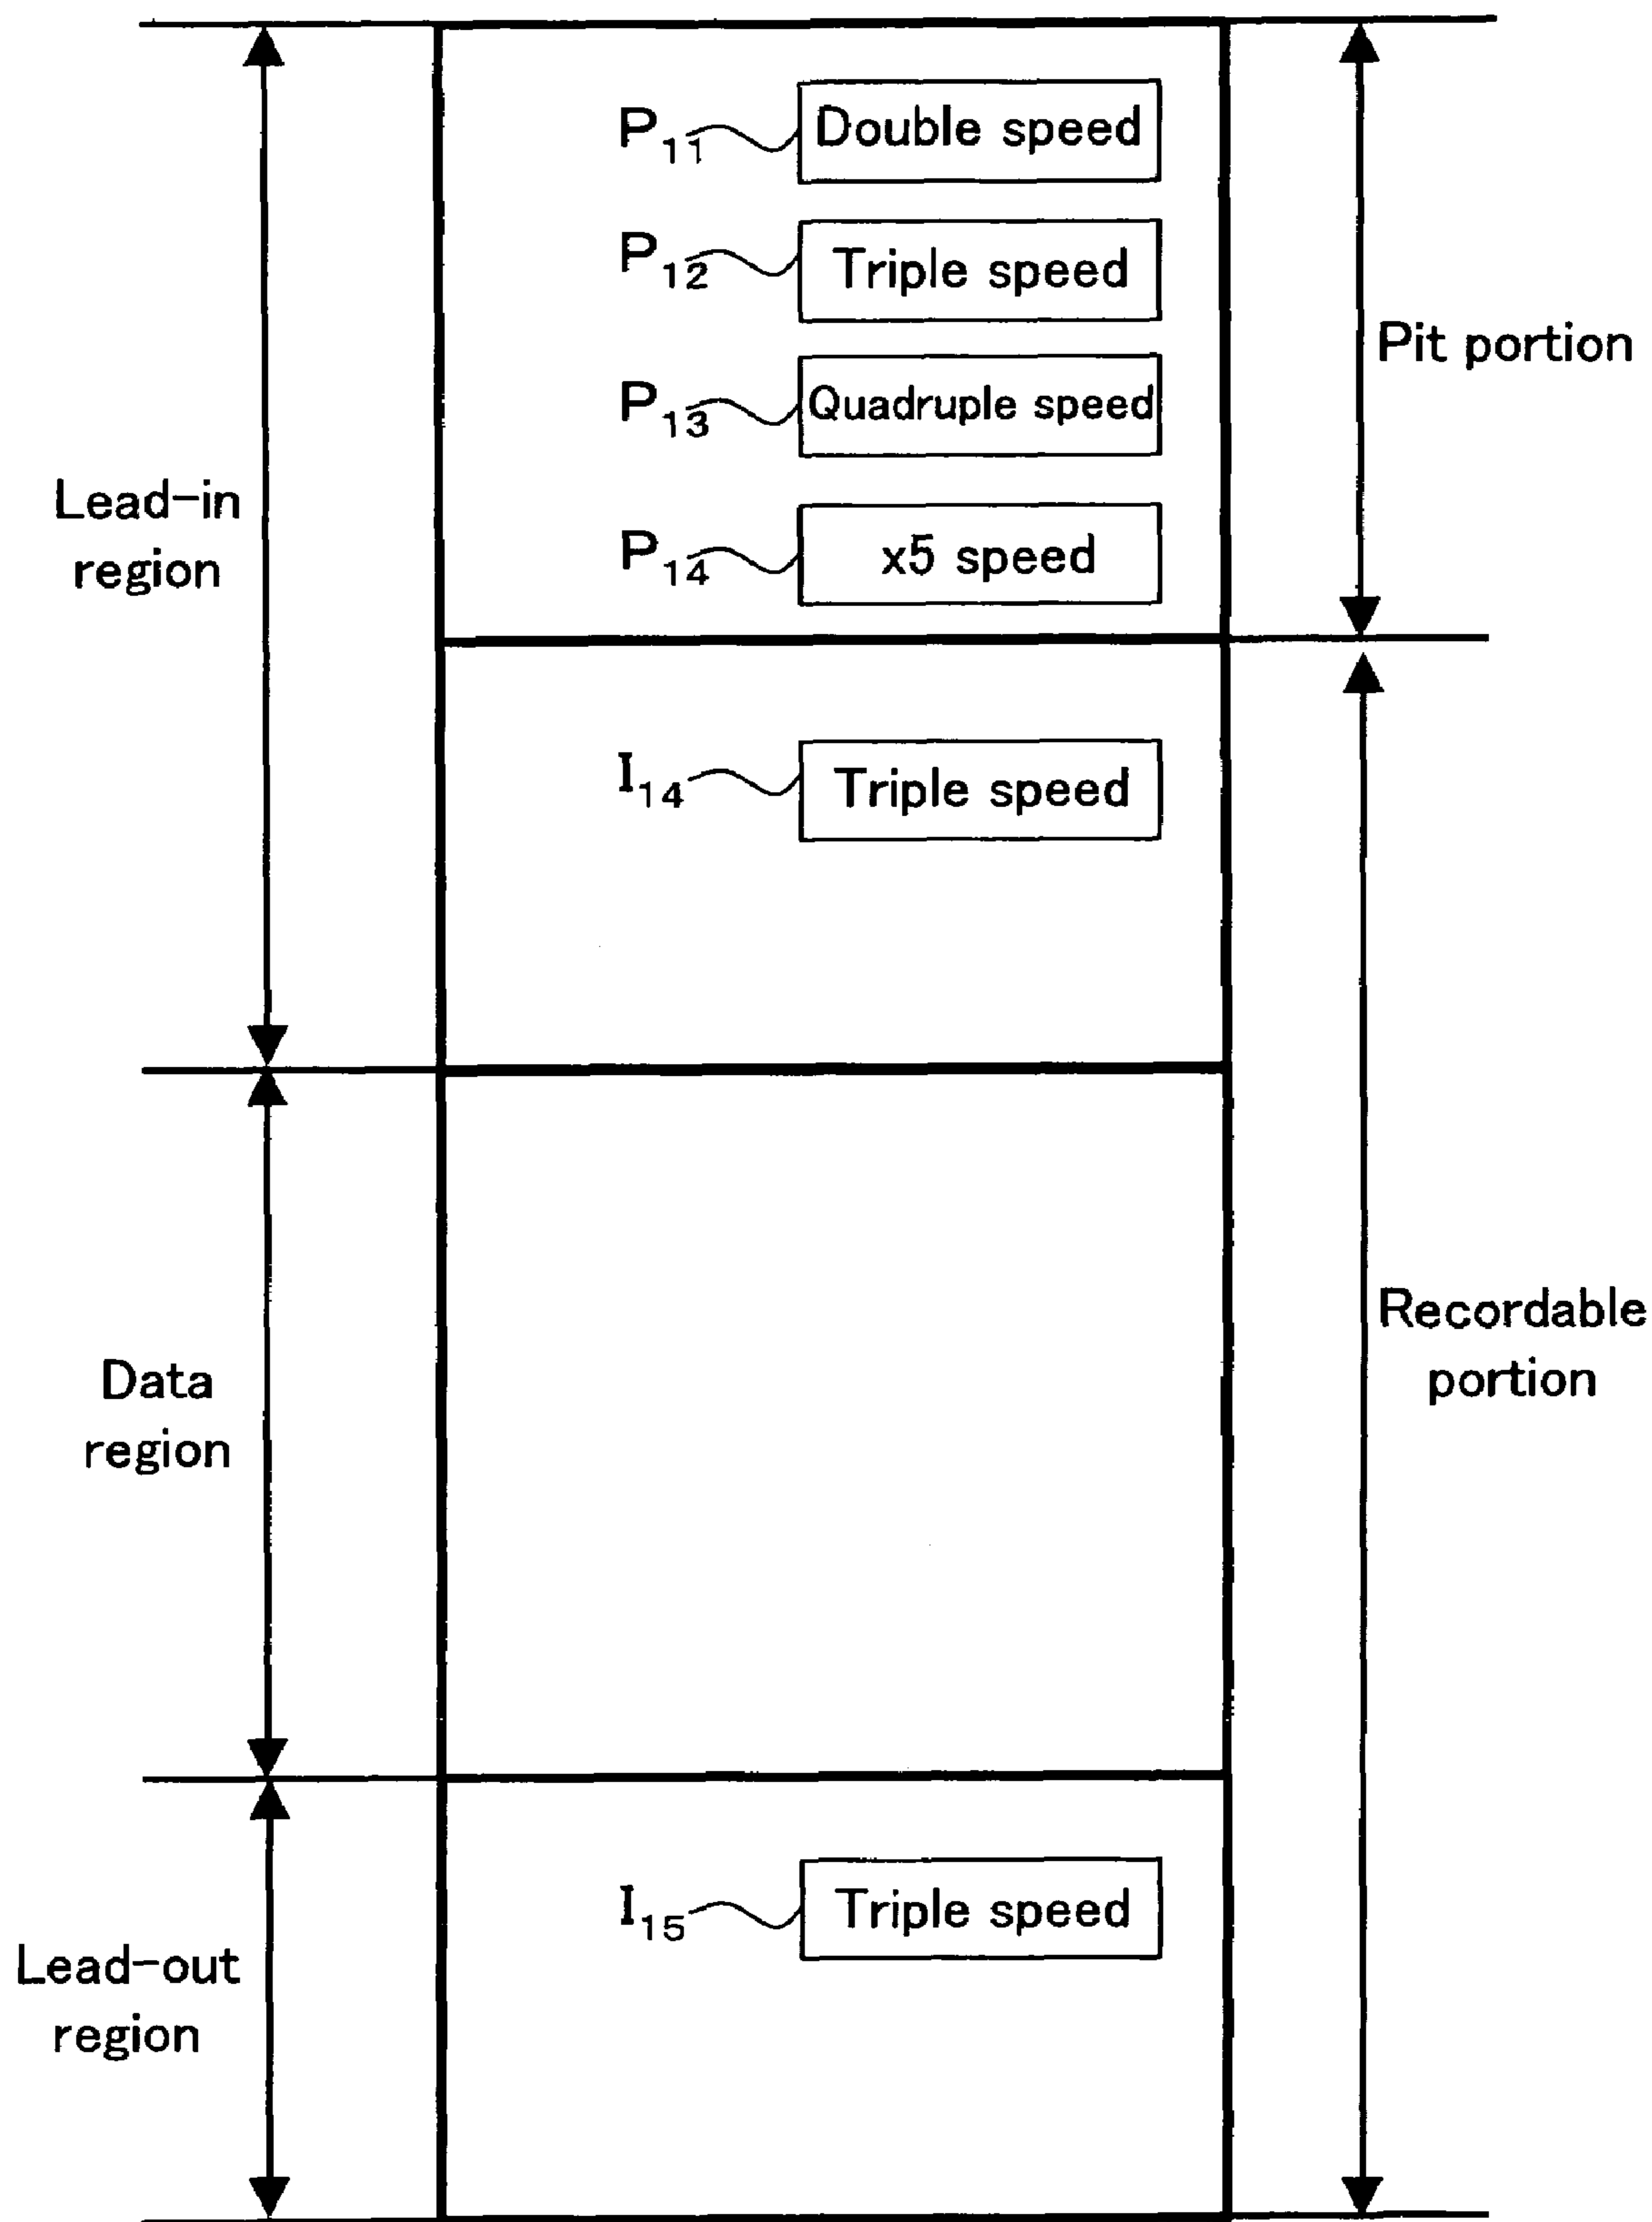 P11 Double speed
P12 Triple speed
Pit portion
P13 Quadruple speed
Lead-in
region
P14 x5 speed
I14 Triple speed
Recordable
portion
Data
region
I15 Triple speed
Lead-out
region